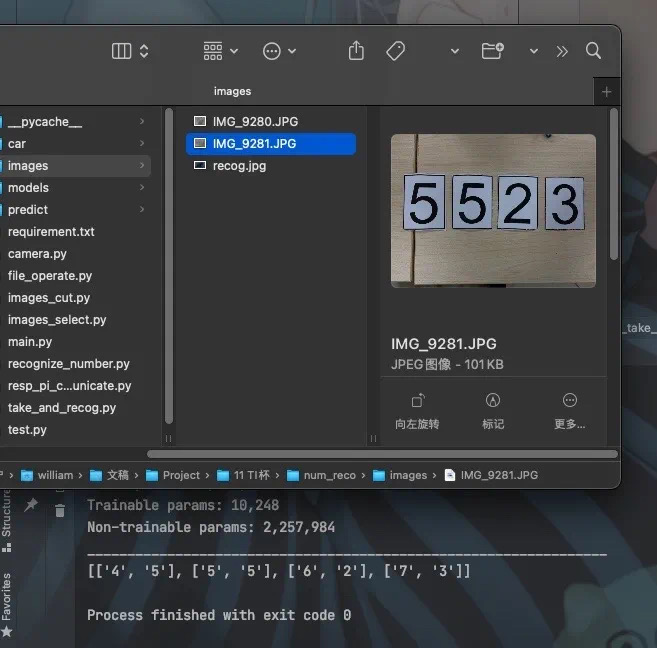 images
__pycache__
car
images
models
predict
requirement.txt
camera.py
file_operate.py
images_cut.py
images_select.py
main.py
recognize_number.py
resp_pi_c...unicate.py
take_and_recog.py
test.py
IMG_9280.JPG
IMG_9281.JPG
recog.jpg
5 5 2 3
IMG_9281.JPG
JPEG图像 - 101 KB
向左旋转
标记
更多...
_take_
william › 文稿 › Project › 11 TI杯 › num_reco › images › IMG_9281.JPG
Structure
Favorites
Trainable params: 10,248
Non-trainable params: 2,257,984
[['4', '5'], ['5', '5'], ['6', '2'], ['7', '3']]
Process finished with exit code 0